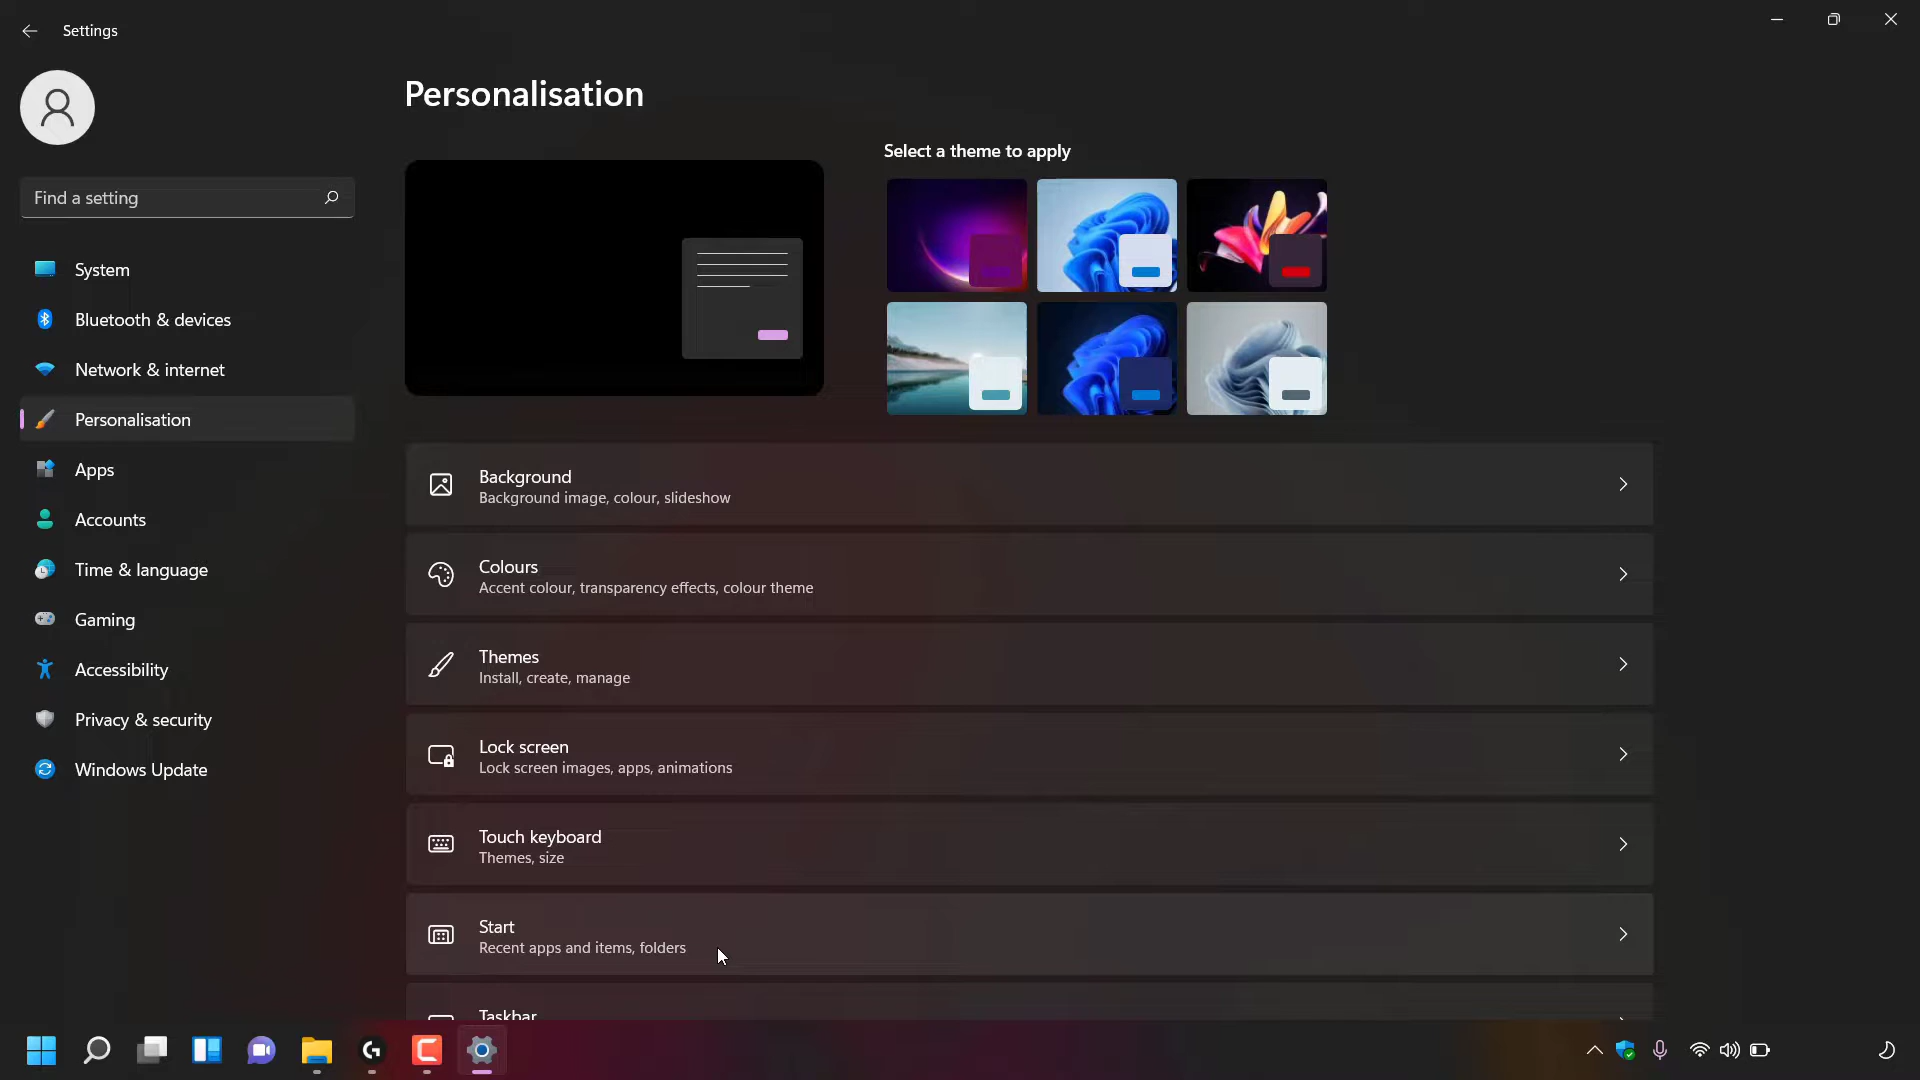 Settings
Personalisation
Find a setting
System
Bluetooth & devices
Network & internet
Personalisation
Apps
Accounts
Time & language
Gaming
Accessibility
Privacy & security
Windows Update
Select a theme to apply
Background
Background image, colour, slideshow
Colours
Accent colour, transparency effects, colour theme
Themes
Install, create, manage
Lock screen
Lock screen images, apps, animations
Touch keyboard
Themes, size
Start
Recent apps and items, folders
Taskbar